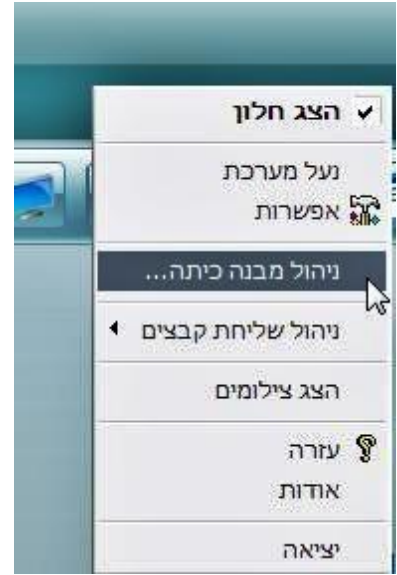 הצג חלון
נעל מערכת
אפשרות
ניהול מבנה כיתה...
ניהול שליחת קבצים
הצג צילומים
עזרה
אודות
יציאה